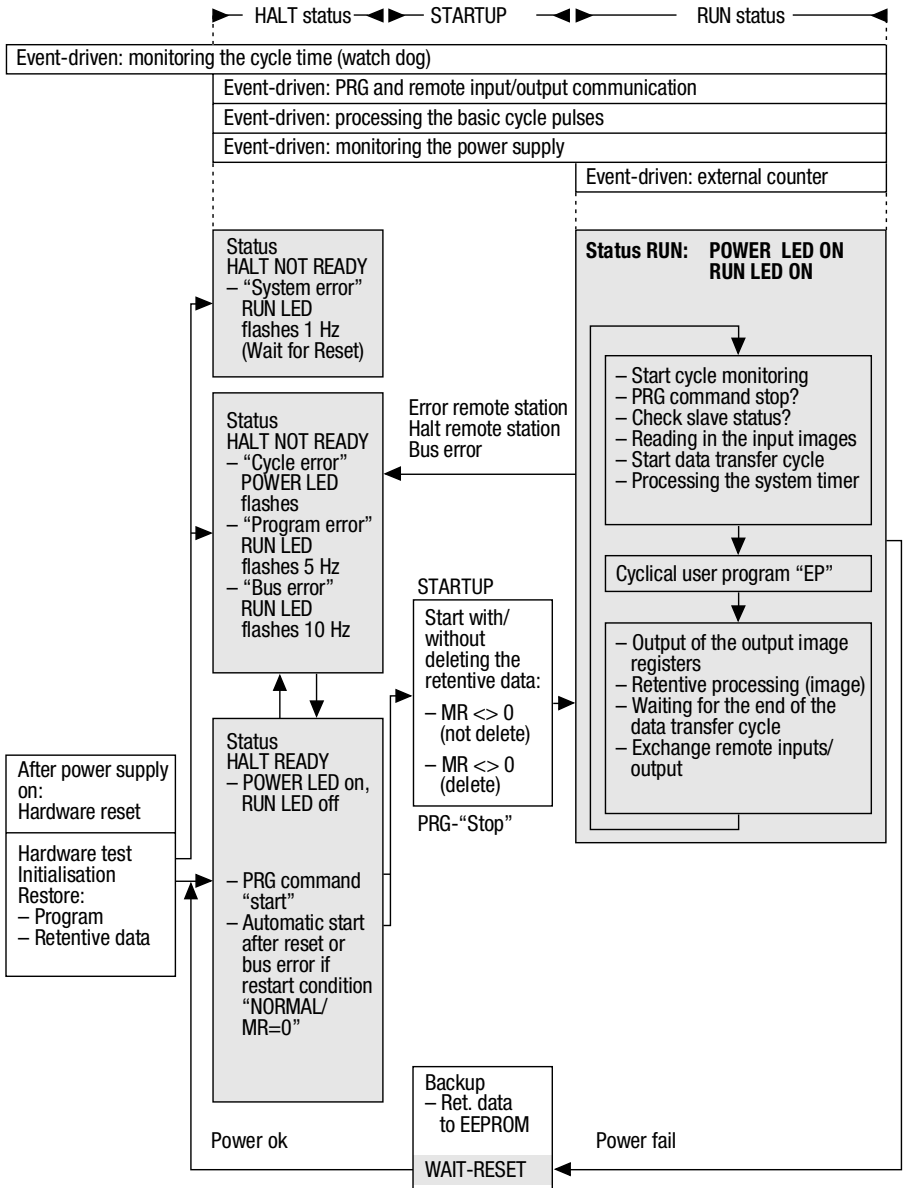 HALT status
STARTUP
RUN status
Event-driven: monitoring the cycle time (watch dog)
Event-driven: PRG and remote input/output communication
Event-driven: processing the basic cycle pulses
Event-driven: monitoring the power supply
Event-driven: external counter
Status
HALT NOT READY
– “System error”
RUN LED
flashes 1 Hz
(Wait for Reset)
Status RUN: POWER LED ON
RUN LED ON
– Start cycle monitoring
– PRG command stop?
– Check slave status?
– Reading in the input images
– Start data transfer cycle
– Processing the system timer
Status
HALT NOT READY
– “Cycle error”
POWER LED
flashes
– “Program error”
RUN LED
flashes 5 Hz
– “Bus error”
RUN LED
flashes 10 Hz
Error remote station
Halt remote station
Bus error
Cyclical user program “EP”
STARTUP
Start with/
without
deleting the
retentive data:
– MR <> 0
(not delete)
– MR <> 0
(delete)
PRG-“Stop”
– Output of the output image
registers
– Retentive processing (image)
– Waiting for the end of the
data transfer cycle
– Exchange remote inputs/
output
Status
HALT READY
– POWER LED on,
RUN LED off
– PRG command
“start”
– Automatic start
after reset or
bus error if
restart condition
“NORMAL/
MR=0”
After power supply
on:
Hardware reset
Hardware test
Initialisation
Restore:
– Program
– Retentive data
Backup
– Ret. data
to EEPROM
WAIT-RESET
Power ok
Power fail